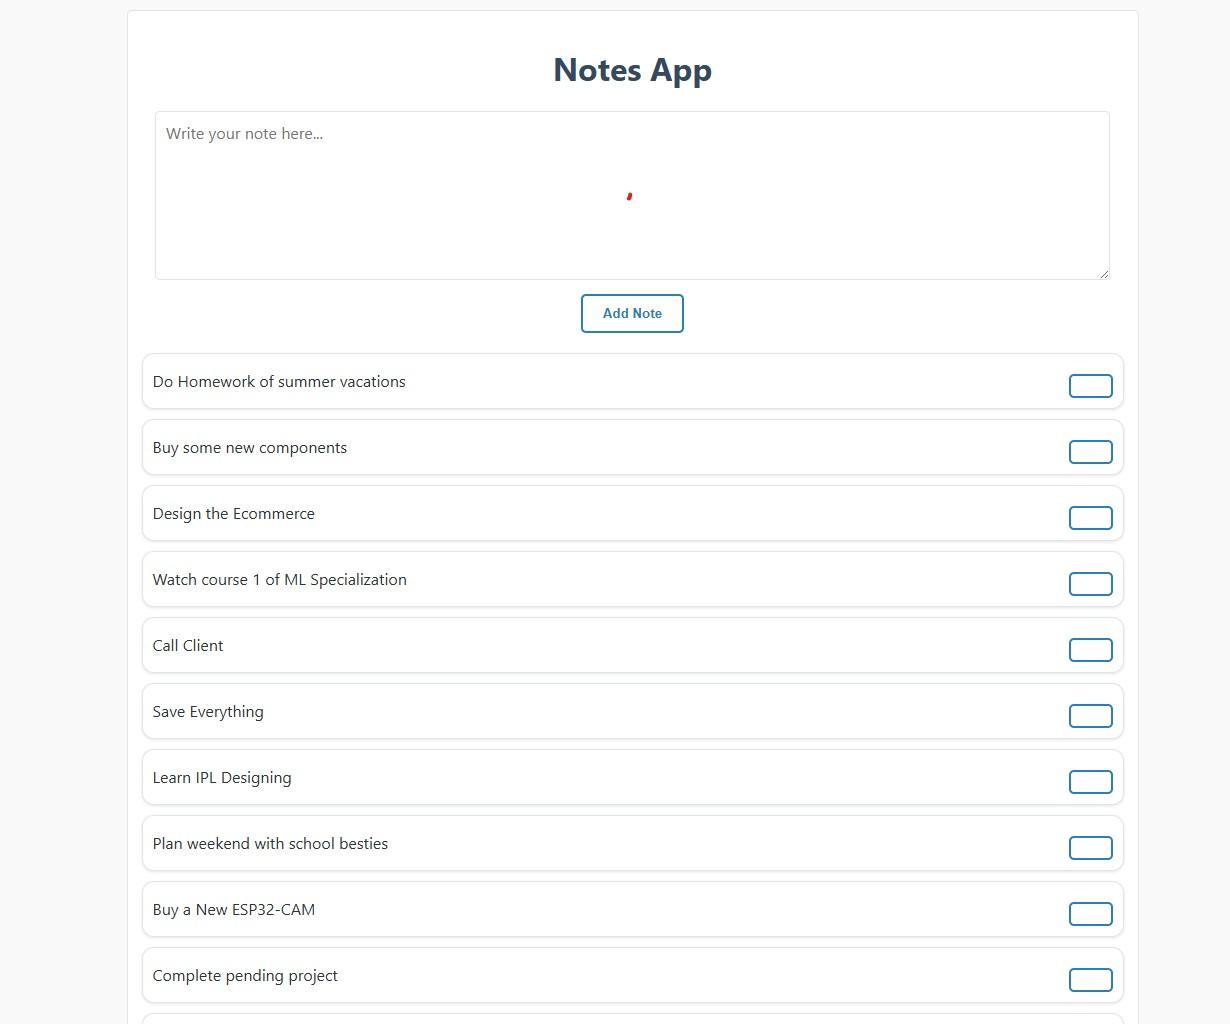 Notes App
Write your note here...
Add Note
Do Homework of summer vacations
Buy some new components
Design the Ecommerce
Watch course 1 of ML Specialization
Call Client
Save Everything
Learn IPL Designing
Plan weekend with school besties
Buy a New ESP32-CAM
Complete pending project